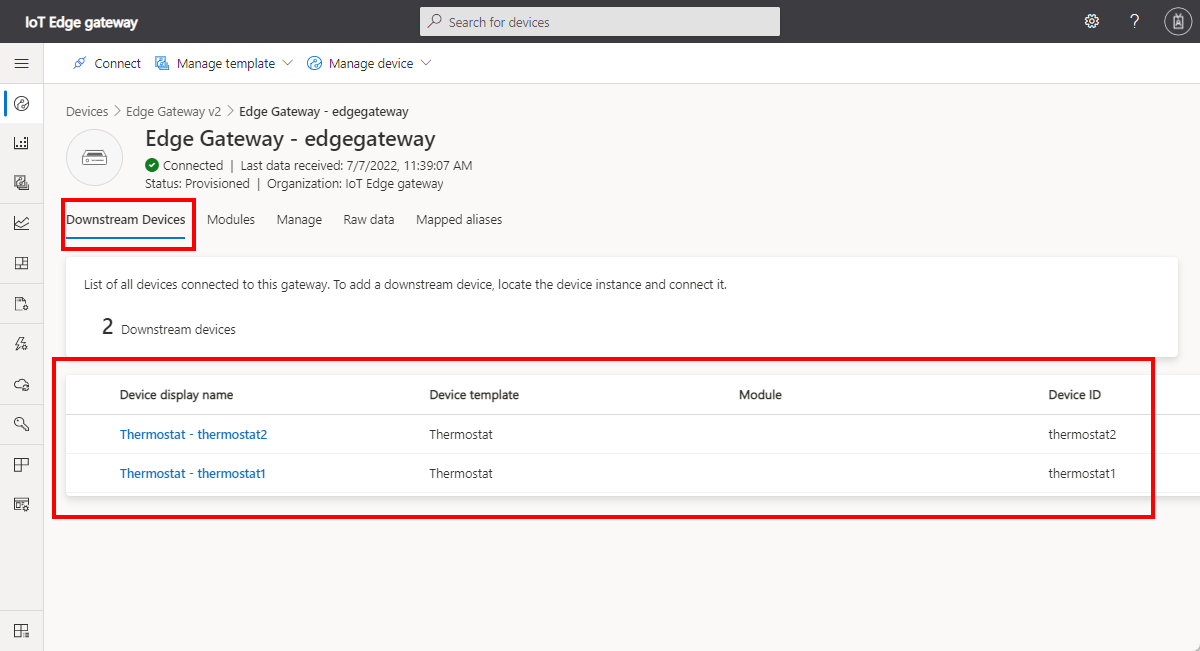 IoT Edge gateway
Search for devices
?
Connect Manage template Manage device
Devices > Edge Gateway v2 > Edge Gateway - edgegateway
Edge Gateway - edgegateway
Connected | Last data received: 7/7/2022, 11:39:07 AM
Status: Provisioned | Organization: IoT Edge gateway
Downstream Devices Modules Manage Raw data Mapped aliases
List of all devices connected to this gateway. To add a downstream device, locate the device instance and connect it.
2 Downstream devices
Device display name Device template Module Device ID
Thermostat - thermostat2 Thermostat thermostat2
Thermostat - thermostat1 Thermostat thermostat1